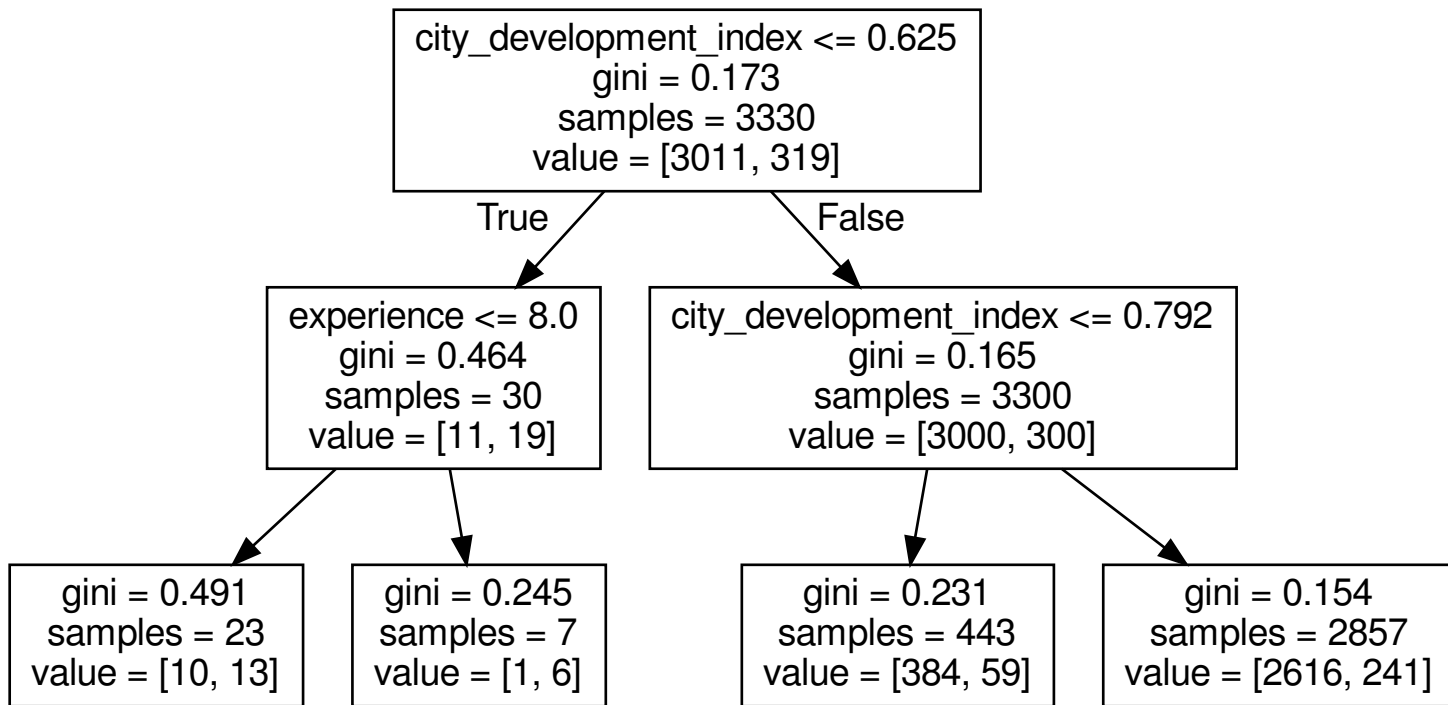 city_development_index <= 0.625
gini = 0.173
samples = 3330
value = [3011, 319]
True
False
experience <= 8.0
gini = 0.464
samples = 30
value = [11, 19]
city_development_index <= 0.792
gini = 0.165
samples = 3300
value = [3000, 300]
gini = 0.491
samples = 23
value = [10, 13]
gini = 0.245
samples = 7
value = [1, 6]
gini = 0.231
samples = 443
value = [384, 59]
gini = 0.154
samples = 2857
value = [2616, 241]